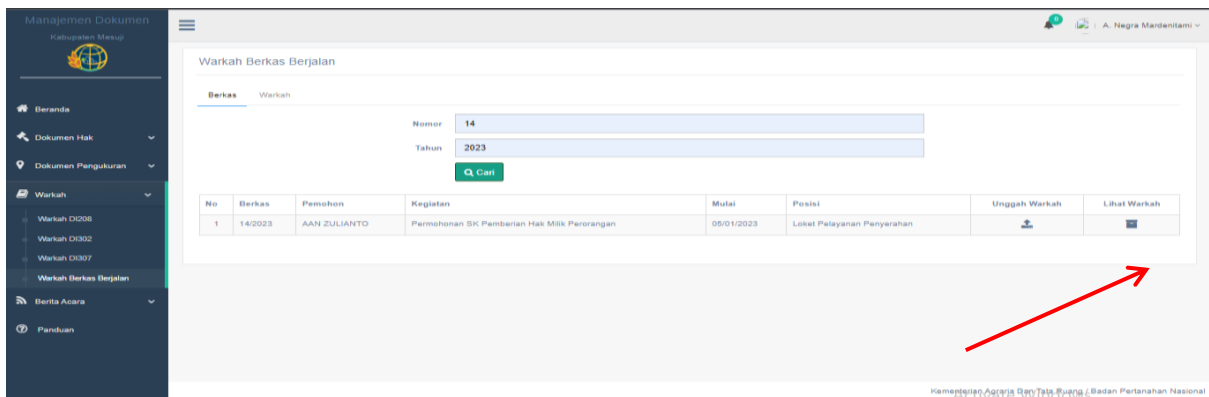 Manajemen Dokumen
Kabupaten Mesuji
0
A. Negra Mardenitami
Warkah Berkas Berjalan
Berkas Warkah
Beranda
Dokumen Hak
Dokumen Pengukuran
Warkah
Warkah DI208
Warkah DI302
Warkah DI307
Warkah Berkas Berjalan
Berita Acara
Panduan
Nomor 14
Tahun 2023
Cari
No Berkas Pemohon Kegiatan Mulai Posisi Unggah Warkah Lihat Warkah
1 14/2023 AAN ZULIANTO Permohonan SK Pemberian Hak Milik Perorangan 05/01/2023 Loket Pelayanan Penyerahan
Kementerian Agraria Dan Tata Ruang / Badan Pertanahan Nasional